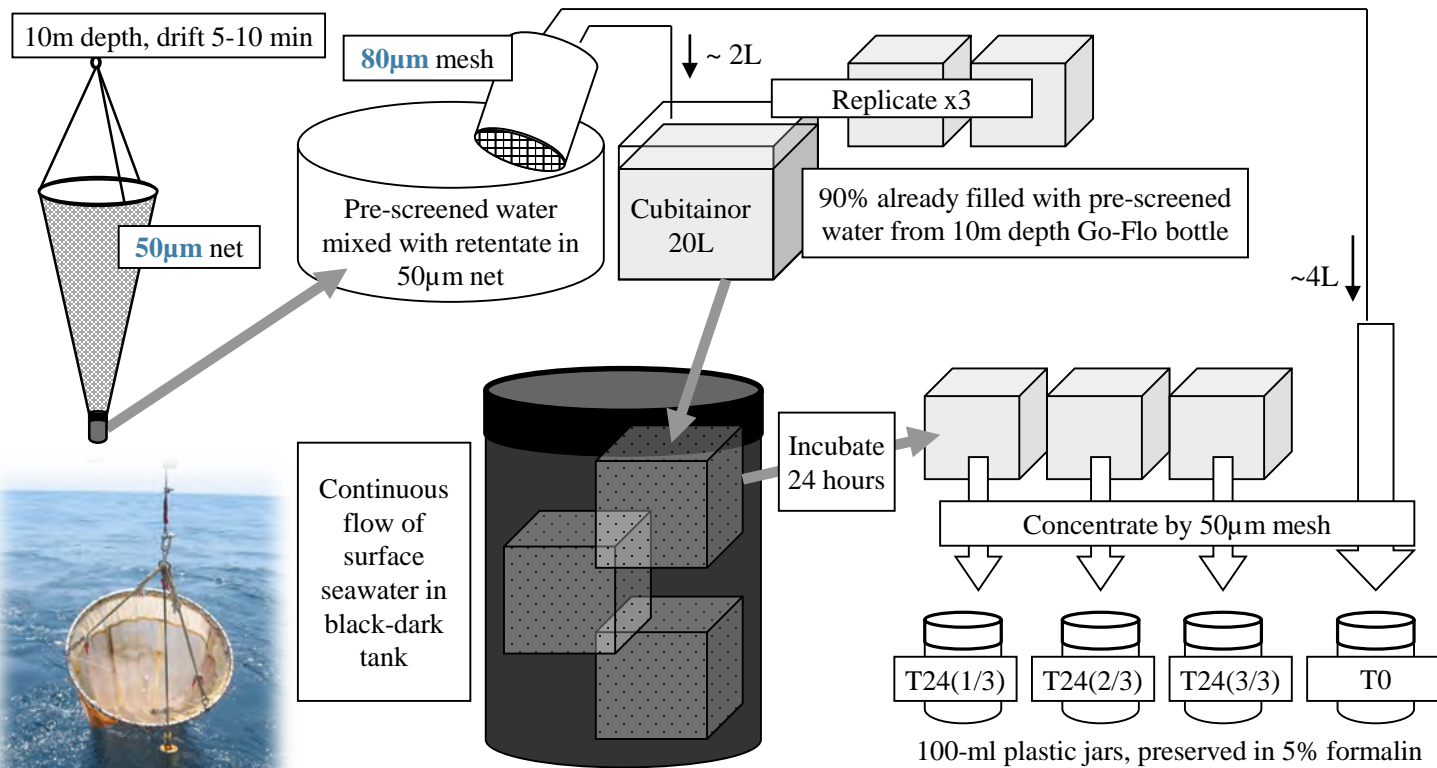 10m depth, drift 5-10 min
50µm net
80µm mesh
Pre-screened water
mixed with retentate in
50µm net
~ 2L
Cubitainor
20L
Replicate x3
90% already filled with pre-screened
water from 10m depth Go-Flo bottle
~4L
Continuous
flow of
surface
seawater in
black-dark
tank
Incubate
24 hours
Concentrate by 50µm mesh
T24(1/3)
T24(2/3)
T24(3/3)
T0
100-ml plastic jars, preserved in 5% formalin